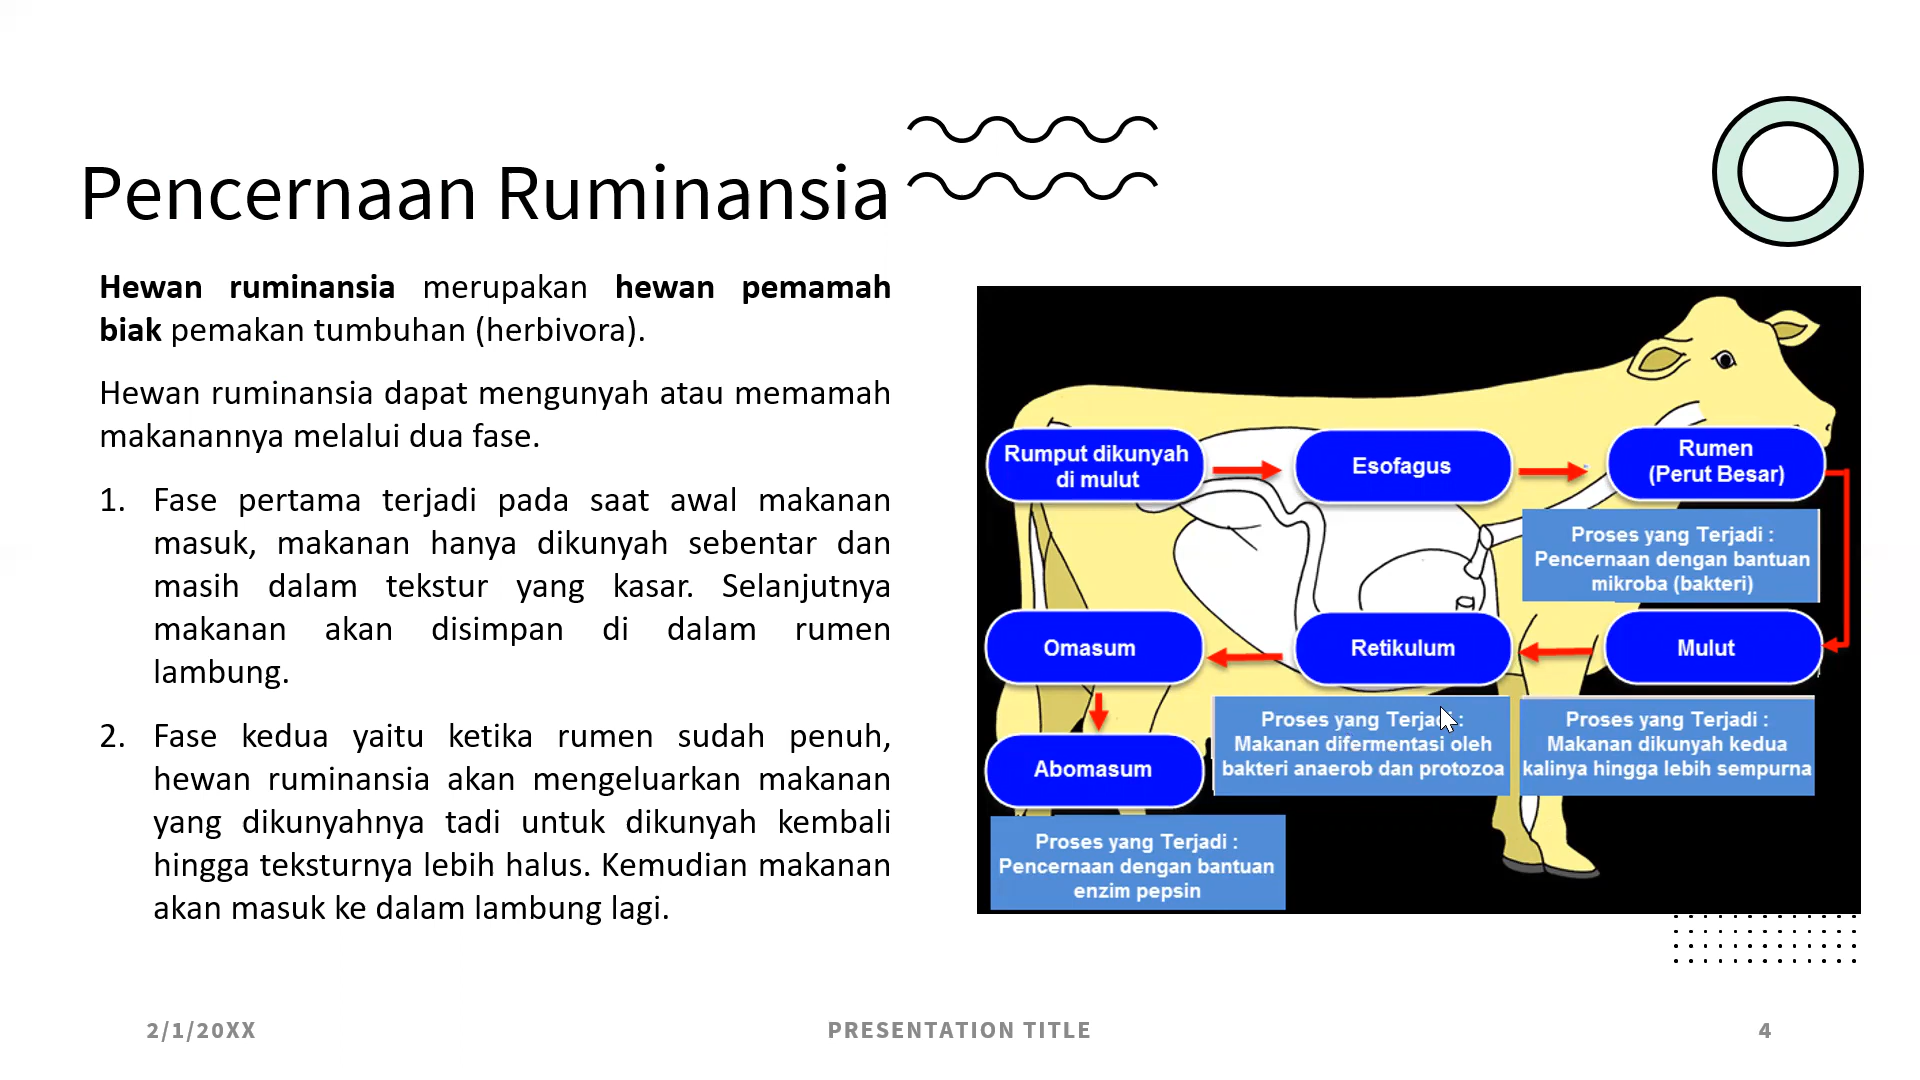 Pencernaan Ruminansia
Hewan ruminansia merupakan hewan pemamah
biak pemakan tumbuhan (herbivora).
Hewan ruminansia dapat mengunyah atau memamah
makanannya melalui dua fase.
1. Fase pertama terjadi pada saat awal makanan
masuk, makanan hanya dikunyah sebentar dan
masih dalam tekstur yang kasar. Selanjutnya
makanan akan disimpan di dalam rumen
lambung.
2. Fase kedua yaitu ketika rumen sudah penuh,
hewan ruminansia akan mengeluarkan makanan
yang dikunyahnya tadi untuk dikunyah kembali
hingga teksturnya lebih halus. Kemudian makanan
akan masuk ke dalam lambung lagi.
Rumput dikunyah
di mulut
Esofagus
Rumen
(Perut Besar)
Proses yang Terjadi :
Pencernaan dengan bantuan
mikroba (bakteri)
Mulut
Proses yang Terjadi :
Makanan dikunyah kedua
kalinya hingga lebih sempurna
Retikulum
Proses yang Terjadi :
Makanan difermentasi oleh
bakteri anaerob dan protozoa
Omasum
Abomasum
Proses yang Terjadi :
Pencernaan dengan bantuan
enzim pepsin
2/1/20XX
PRESENTATION TITLE
4